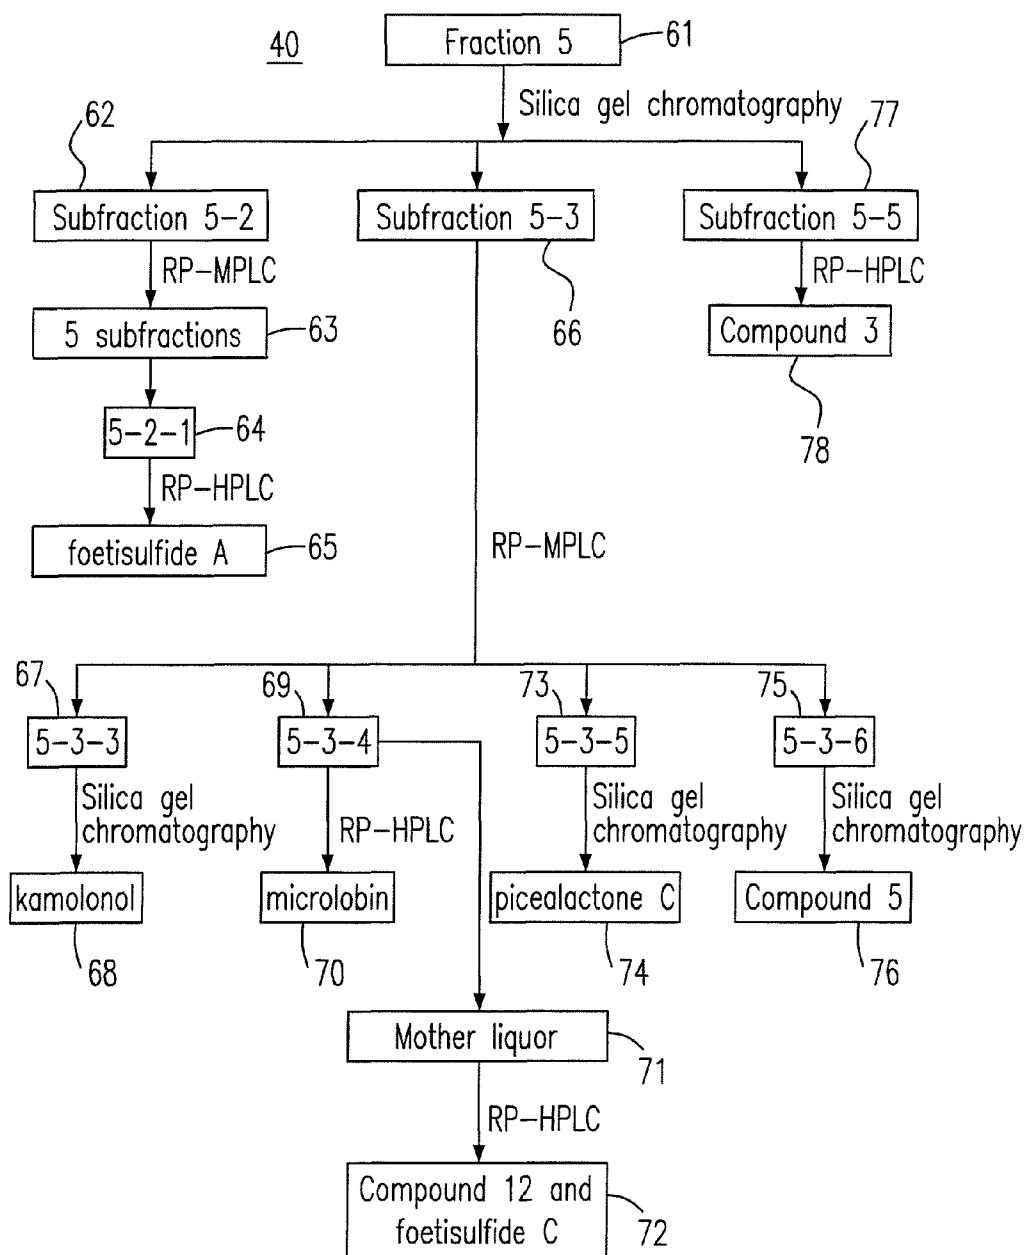 40
Fraction 5
61
Silica gel chromatography
62
77
Subfraction 5-2
Subfraction 5-3
Subfraction 5-5
RP-MPLC
RP-HPLC
5 subfractions
63
66
Compound 3
5-2-1
64
78
RP-HPLC
foetisulfide A
65
RP-MPLC
67
69
73
75
5-3-3
5-3-4
5-3-5
5-3-6
Silica gel
chromatography
RP-HPLC
Silica gel
chromatography
Silica gel
chromatography
kamolonol
microlobin
picealactone C
Compound 5
68
70
74
76
Mother liquor
71
RP-HPLC
Compound 12 and
foetisulfide C
72